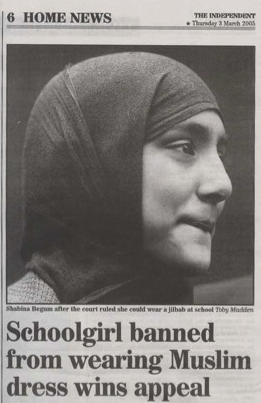 6 HOME NEWS
THE INDEPENDENT
★ Thursday 3 March 2005
Shabina Begum after the court ruled she could wear a jilbab at school Toby Madden
Schoolgirl banned
from wearing Muslim
dress wins appeal